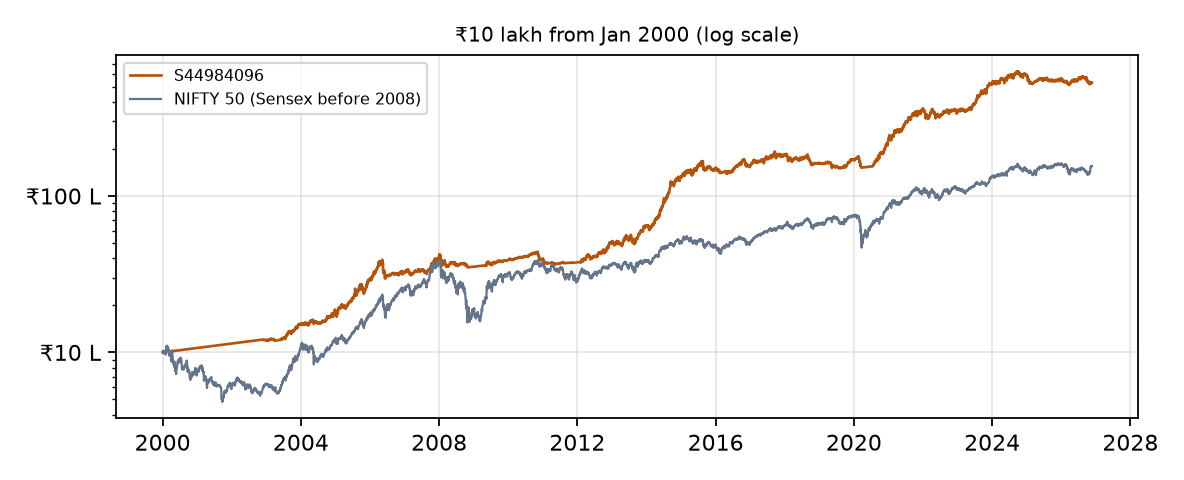 ₹10 lakh from Jan 2000 (log scale)
S44984096
NIFTY 50 (Sensex before 2008)
₹100 L
₹10 L
2000 2004 2008 2012 2016 2020 2024 2028